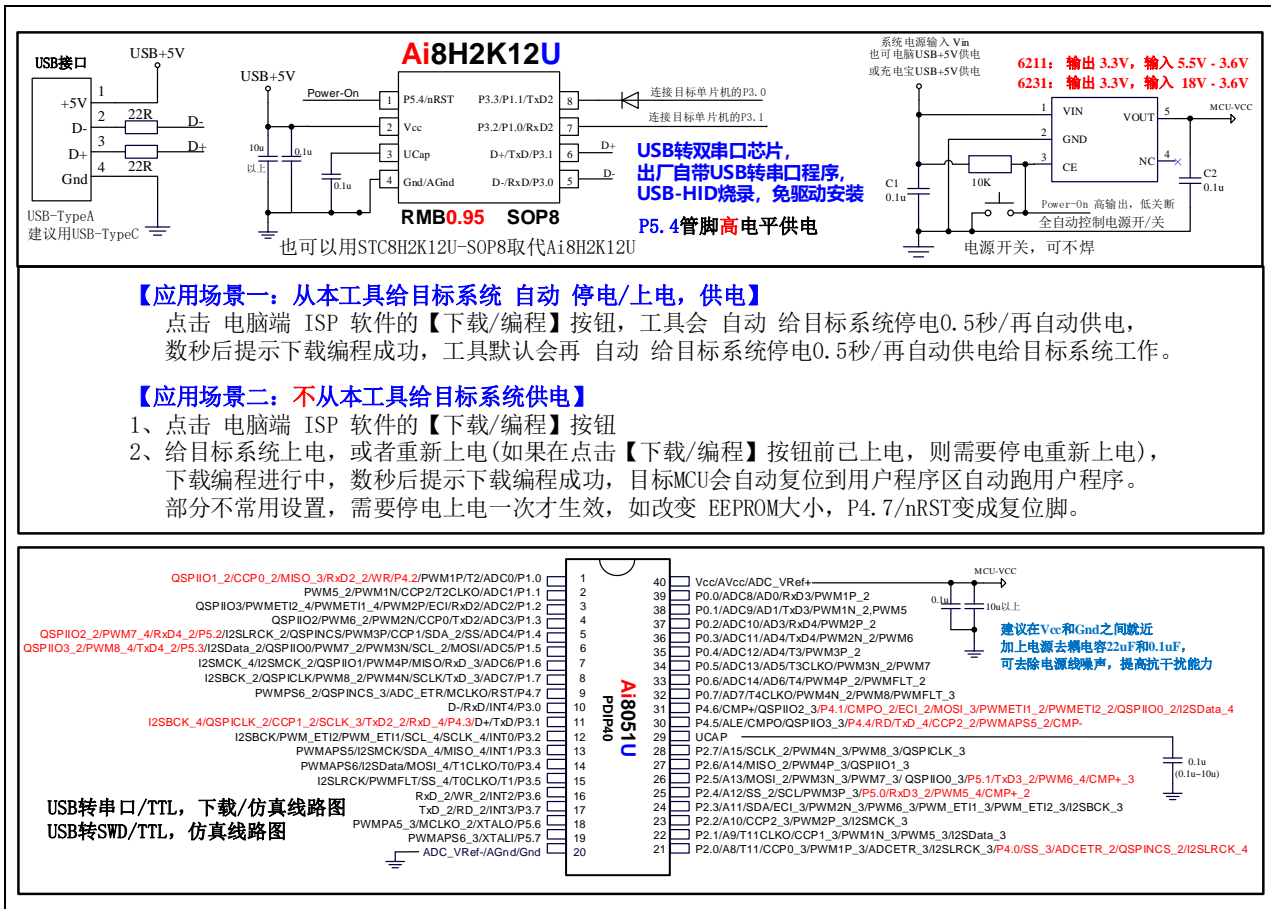 USB接口
USB+5V
+5V
1
D-
2
22R
D-
D+
3
22R
D+
Gnd
4
USB-TypeA
建议用USB-TypeC
Ai8H2K12U
USB+5V
Power-On
10u
以上
0.1u
0.1u
1
P5.4/nRST
P3.3/P1.1/TxD2
8
连接目标单片机的P3.0
2
Vcc
P3.2/P1.0/RxD2
7
连接目标单片机的P3.1
3
UCap
D+/TxD/P3.1
6
D+
4
Gnd/AGnd
D-/RxD/P3.0
5
D-
RMB0.95 SOP8
也可以用STC8H2K12U-SOP8取代Ai8H2K12U
USB转双串口芯片，
出厂自带USB转串口程序，
USB-HID烧录，免驱动安装
P5.4管脚高电平供电
系统电源输入 Vin
也可电脑USB+5V供电
或充电宝USB+5V供电
6211： 输出 3.3V，输入 5.5V - 3.6V
6231： 输出 3.3V，输入 18V - 3.6V
1
VIN
VOUT
5
MCU-VCC
2
GND
3
CE
NC
4
10K
C1
0.1u
C2
0.1u
Power-On 高输出，低关断
全自动控制电源开/关
电源开关，可不焊
【应用场景一：从本工具给目标系统 自动 停电/上电，供电】
点击 电脑端 ISP 软件的【下载/编程】按钮，工具会 自动 给目标系统停电0.5秒/再自动供电，
数秒后提示下载编程成功，工具默认会再 自动 给目标系统停电0.5秒/再自动供电给目标系统工作。
【应用场景二：不从本工具给目标系统供电】
1、点击 电脑端 ISP 软件的【下载/编程】按钮
2、给目标系统上电，或者重新上电(如果在点击【下载/编程】按钮前已上电，则需要停电重新上电)，
下载编程进行中，数秒后提示下载编程成功，目标MCU会自动复位到用户程序区自动跑用户程序。
部分不常用设置，需要停电上电一次才生效，如改变 EEPROM大小，P4.7/nRST变成复位脚。
QSPIIO1_2/CCP0_2/MISO_3/RxD2_2/WR/P4.2/PWM1P/T2/ADC0/P1.0 1
PWM5_2/PWM1N/CCP2/T2CLKO/ADC1/P1.1 2
QSPIIO3/PWMETI2_4/PWMETI1_4/PWM2P/ECI/RxD2/ADC2/P1.2 3
QSPIIO2/PWM6_2/PWM2N/CCP0/TxD2/ADC3/P1.3 4
QSPIIO2_2/PWM7_4/RxD4_2/P5.2/I2SLRCK_2/QSPINCS/PWM3P/CCP1/SDA_2/SS/ADC4/P1.4 5
QSPIIO3_2/PWM8_4/TxD4_2/P5.3/I2SData_2/QSPIIO0/PWM7_2/PWM3N/SCL_2/MOSI/ADC5/P1.5 6
I2SMCK_4/I2SMCK_2/QSPIIO1/PWM4P/MISO/RxD_3/ADC6/P1.6 7
I2SBCK_2/QSPICLK/PWM8_2/PWM4N/SCLK/TxD_3/ADC7/P1.7 8
PWMPS6_2/QSPINCS_3/ADC_ETR/MCLKO/RST/P4.7 9
D-/RxD/INT4/P3.0 10
I2SBCK_4/QSPICLK_2/CCP1_2/SCLK_3/TxD2_2/RD_4/P4.3/D+/TxD/P3.1 11
I2SBCK/PWM_ETI2/PWM_ETI1/SCL_4/SCLK_4/INT0/P3.2 12
PWMAPS5/I2SMCK/SDA_4/MISO_4/INT1/P3.3 13
PWMAPS6/I2SData/MOSI_4/T1CLKO/T0/P3.4 14
I2SLRCK/PWMFLT/SS_4/T0CLKO/T1/P3.5 15
RxD_2/WR_2/INT2/P3.6 16
TxD_2/RD_2/INT3/P3.7 17
PWMPA5_3/MCLKO_2/XTALO/P5.6 18
PWMAPS6_3/XTALI/P5.7 19
ADC_VRef-/AGnd/Gnd 20
Ai8051U
PDIP40
40 Vcc/AVcc/ADC_VRef+
39 P0.0/ADC8/AD0/RxD3/PWM1P_2
38 P0.1/ADC9/AD1/TxD3/PWM1N_2,PWM5
37 P0.2/ADC10/AD3/RxD4/PWM2P_2
36 P0.3/ADC11/AD4/TxD4/PWM2N_2/PWM6
35 P0.4/ADC12/AD4/T3/PWM3P_2
34 P0.5/ADC13/AD5/T3CLKO/PWM3N_2/PWM7
33 P0.6/ADC14/AD6/T4/PWM4P_2/PWMFLT_2
32 P0.7/AD7/T4CLKO/PWM4N_2/PWM8/PWMFLT_3
31 P4.6/CMP+/QSPIIO2_3/P4.1/CMPO_2/ECI_2/MOSI_3/PWMETI1_2/PWMETI2_2/QSPIIO0_2/I2SData_4
30 P4.5/ALE/CMPO/QSPIIO3_3/P4.4/RD/TxD_4/CCP2_2/PWMAPS5_2/CMP-
29 UCAP
28 P2.7/A15/SCLK_2/PWM4N_3/PWM8_3/QSPICLK_3
27 P2.6/A14/MISO_2/PWM4P_3/QSPIIO1_3
26 P2.5/A13/MOSI_2/PWM3N_3/PWM7_3/ QSPIIO0_3/P5.1/TxD3_2/PWM6_4/CMP+_3
25 P2.4/A12/SS_2/SCL/PWM3P_3/P5.0/RxD3_2/PWM5_4/CMP+_2
24 P2.3/A11/SDA/ECI_3/PWM2N_3/PWM6_3/PWM_ETI1_3/PWM_ETI2_3/I2SBCK_3
23 P2.2/A10/CCP2_3/PWM2P_3/I2SMCK_3
22 P2.1/A9/T11CLKO/CCP1_3/PWM1N_3/PWM5_3/I2SData_3
21 P2.0/A8/T11/CCP0_3/PWM1P_3/ADCETR_3/I2SLRCK_3/P4.0/SS_3/ADCETR_2/QSPINCS_2/I2SLRCK_4
MCU-VCC
0.1u
10u以上
建议在Vcc和Gnd之间就近
加上电源去耦电容22uF和0.1uF，
可去除电源线噪声，提高抗干扰能力
0.1u
(0.1u~10u)
USB转串口/TTL，下载/仿真线路图
USB转SWD/TTL，仿真线路图